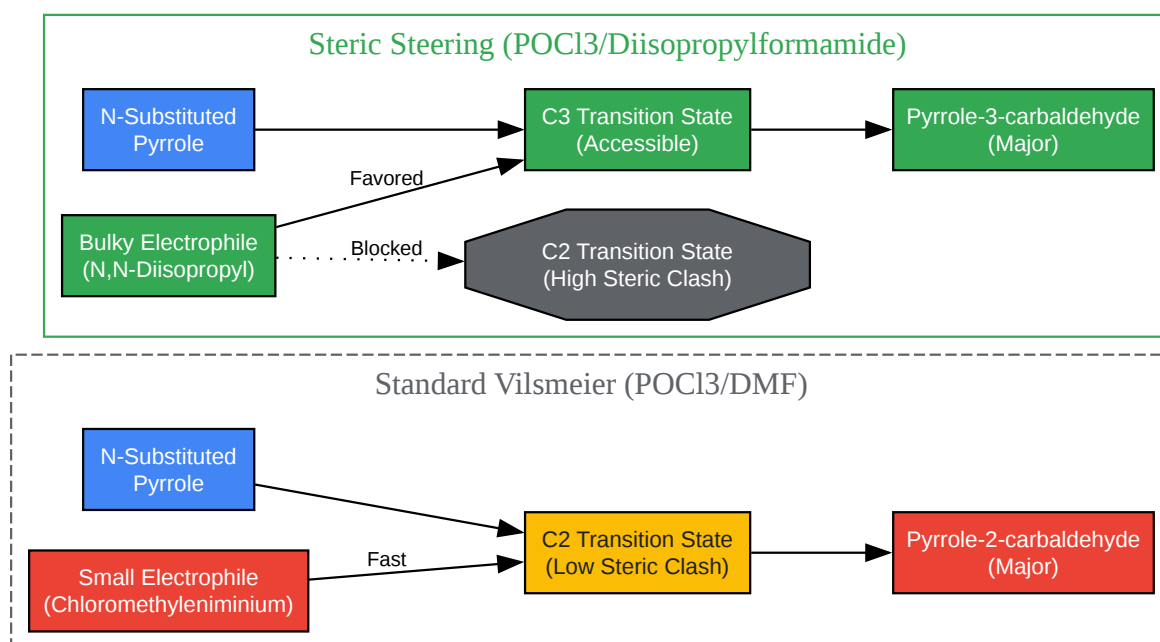 Steric Steering (POCl3/Diisopropylformamide)
N-Substituted
Pyrrole
C3 Transition State
(Accessible)
Pyrrole-3-carbaldehyde
(Major)
Favored
Bulky Electrophile
(N,N-Diisopropyl)
Blocked
C2 Transition State
(High Steric Clash)
Standard Vilsmeier (POCl3/DMF)
N-Substituted
Pyrrole
C2 Transition State
(Low Steric Clash)
Pyrrole-2-carbaldehyde
(Major)
Small Electrophile
(Chloromethyleniminium)
Fast